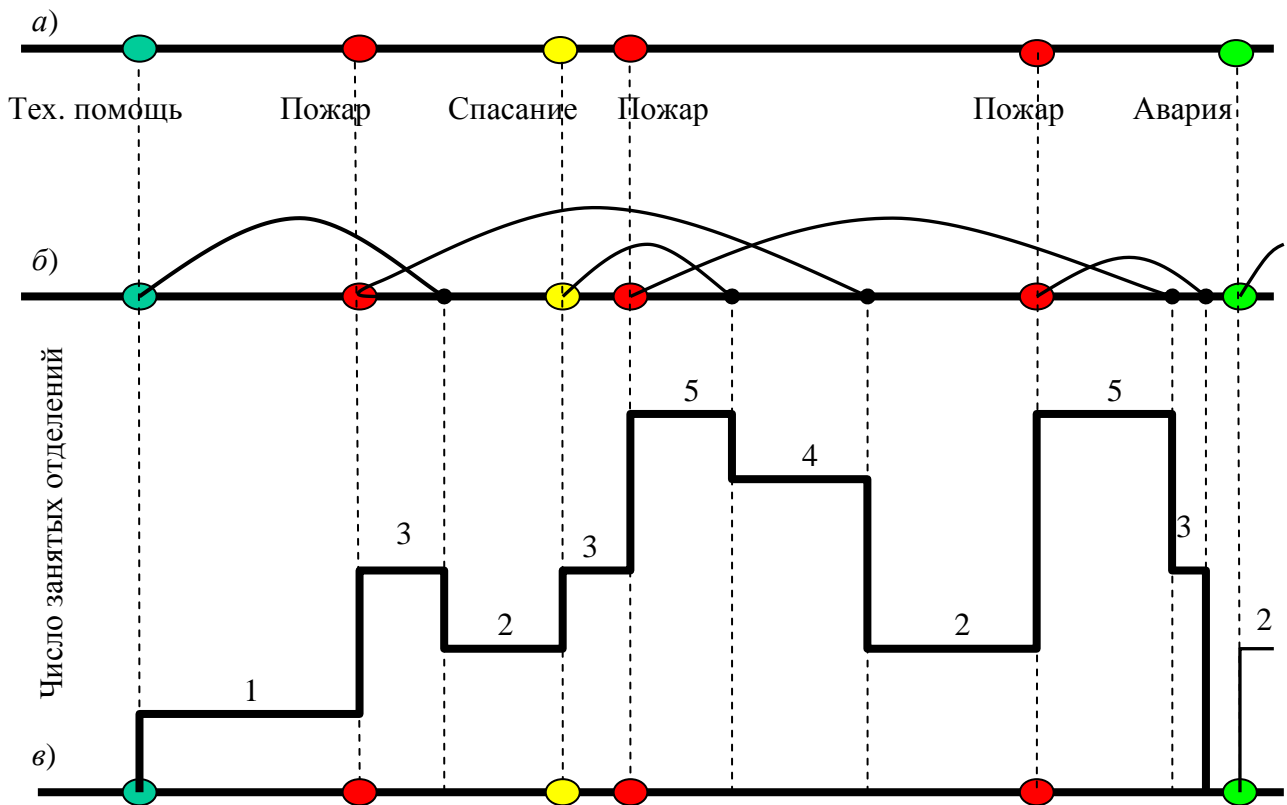 а)
Тех. помощь Пожар Спасание Пожар Пожар Авария
б)
Число занятых отделений
5 5
4
3 3 3
2 2 2
1
в)